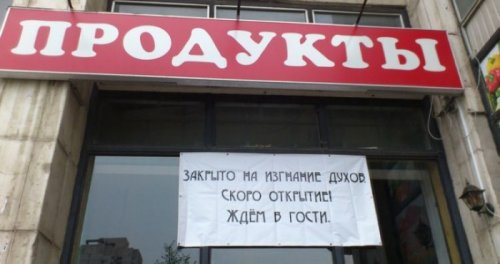 ПРОДУКТЫ
ЗАКРЫТО НА ИЗГНАНИЕ ДУХОВ.
СКОРО ОТКРЫТИЕ!
ЖДЁМ В ГОСТИ.